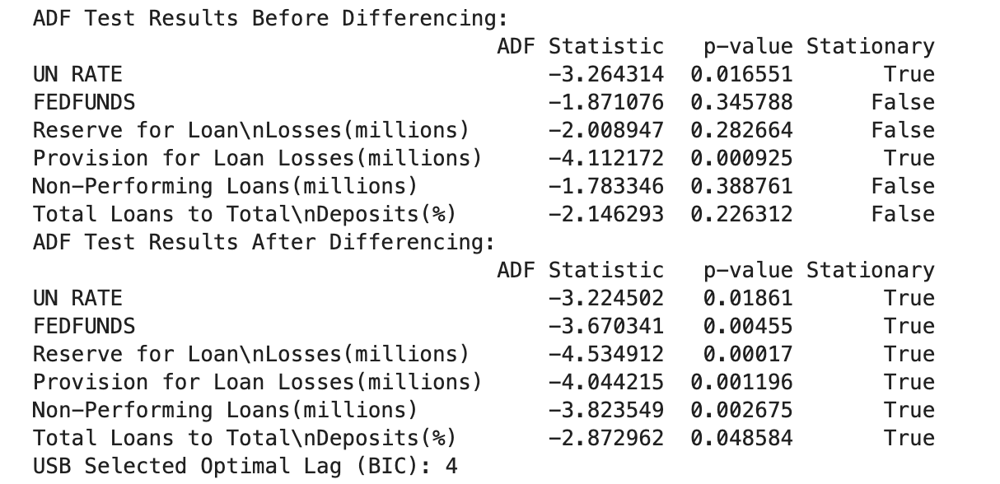 ADF Test Results Before Differencing:
ADF Statistic p-value Stationary
UN RATE -3.264314 0.016551 True
FEDFUNDS -1.871076 0.345788 False
Reserve for Loan\nLosses(millions) -2.008947 0.282664 False
Provision for Loan Losses(millions) -4.112172 0.000925 True
Non-Performing Loans(millions) -1.783346 0.388761 False
Total Loans to Total\nDeposits(%) -2.146293 0.226312 False
ADF Test Results After Differencing:
ADF Statistic p-value Stationary
UN RATE -3.224502 0.01861 True
FEDFUNDS -3.670341 0.00455 True
Reserve for Loan\nLosses(millions) -4.534912 0.00017 True
Provision for Loan Losses(millions) -4.044215 0.001196 True
Non-Performing Loans(millions) -3.823549 0.002675 True
Total Loans to Total\nDeposits(%) -2.872962 0.048584 True
USB Selected Optimal Lag (BIC): 4